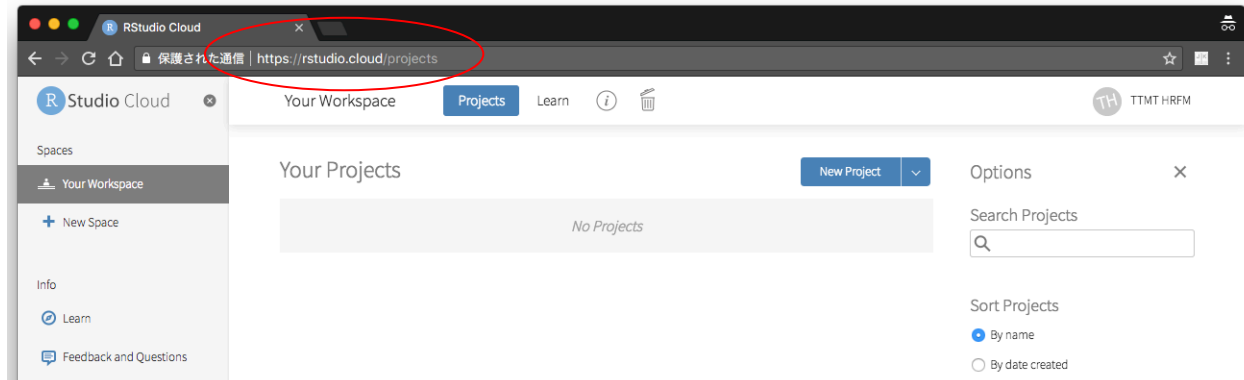 RStudio Cloud
保護された通信 | https://rstudio.cloud/projects
R Studio Cloud
Your Workspace Projects Learn i TH TTMT HRFM
Spaces
Your Workspace
New Space
Info
Learn
Feedback and Questions
Your Projects New Project
No Projects
Options
Search Projects
Sort Projects
By name
By date created